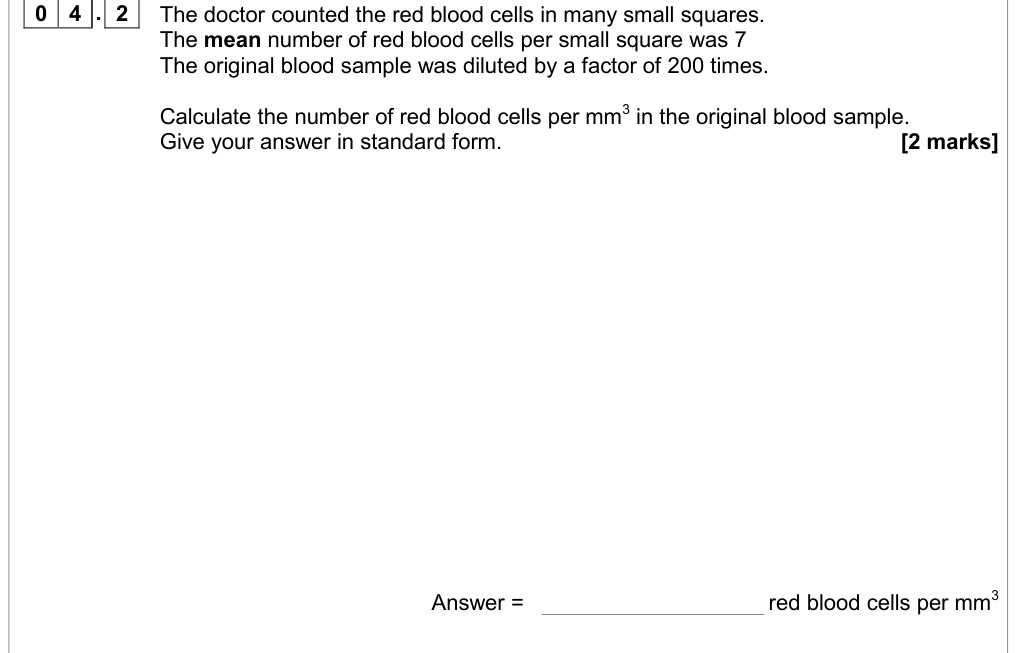 0 4 . 2 The doctor counted the red blood cells in many small squares.
The mean number of red blood cells per small square was 7
The original blood sample was diluted by a factor of 200 times.
Calculate the number of red blood cells per mm³ in the original blood sample.
Give your answer in standard form. [2 marks]
Answer = ____________________ red blood cells per mm³